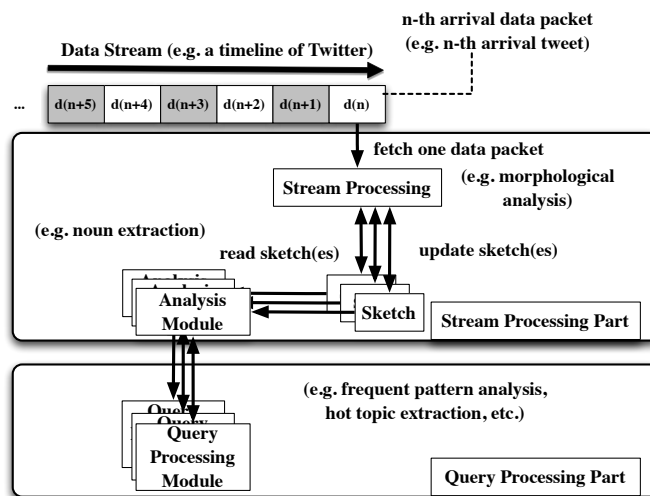 n-th arrival data packet
(e.g. n-th arrival tweet)
Data Stream (e.g. a timeline of Twitter)
... d(n+5) d(n+4) d(n+3) d(n+2) d(n+1) d(n)
fetch one data packet
Stream Processing
(e.g. morphological
analysis)
(e.g. noun extraction)
read sketch(es)
update sketch(es)
Analysis
Module
Sketch
Stream Processing Part
(e.g. frequent pattern analysis,
hot topic extraction, etc.)
Query
Query
Query
Processing
Module
Query Processing Part